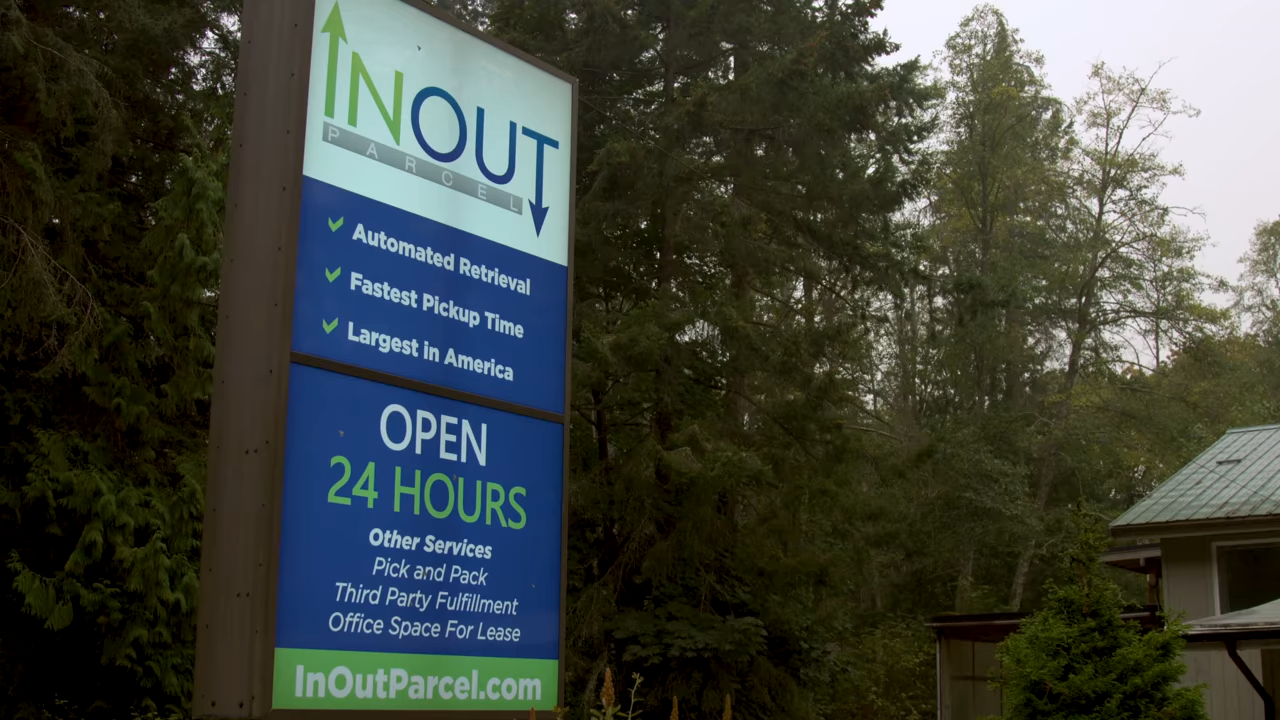 INOUT
PARCEL
Automated Retrieval
Fastest Pickup Time
Largest in America
OPEN
24 HOURS
Other Services
Pick and Pack
Third Party Fulfillment
Office Space For Lease
InOutParcel.com